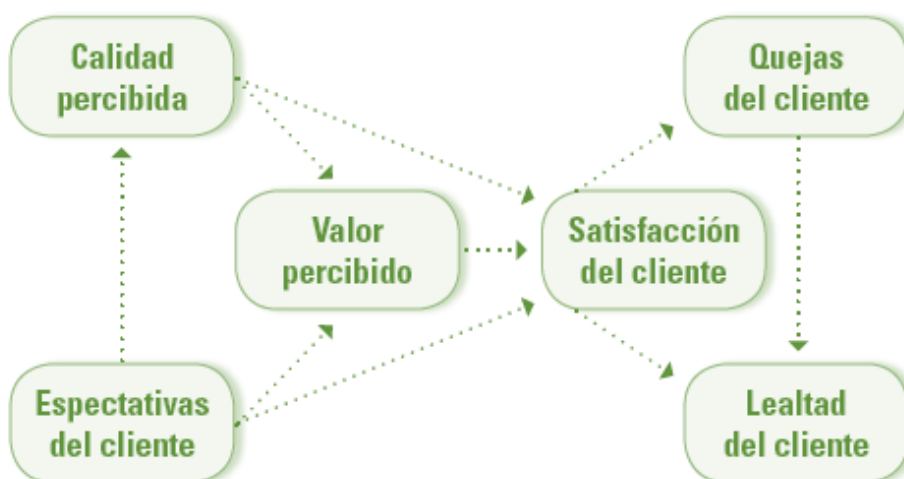 Calidad
percibida
Quejas
del cliente
Valor
percibido
Satisfacción
del cliente
Espectativas
del cliente
Lealtad
del cliente